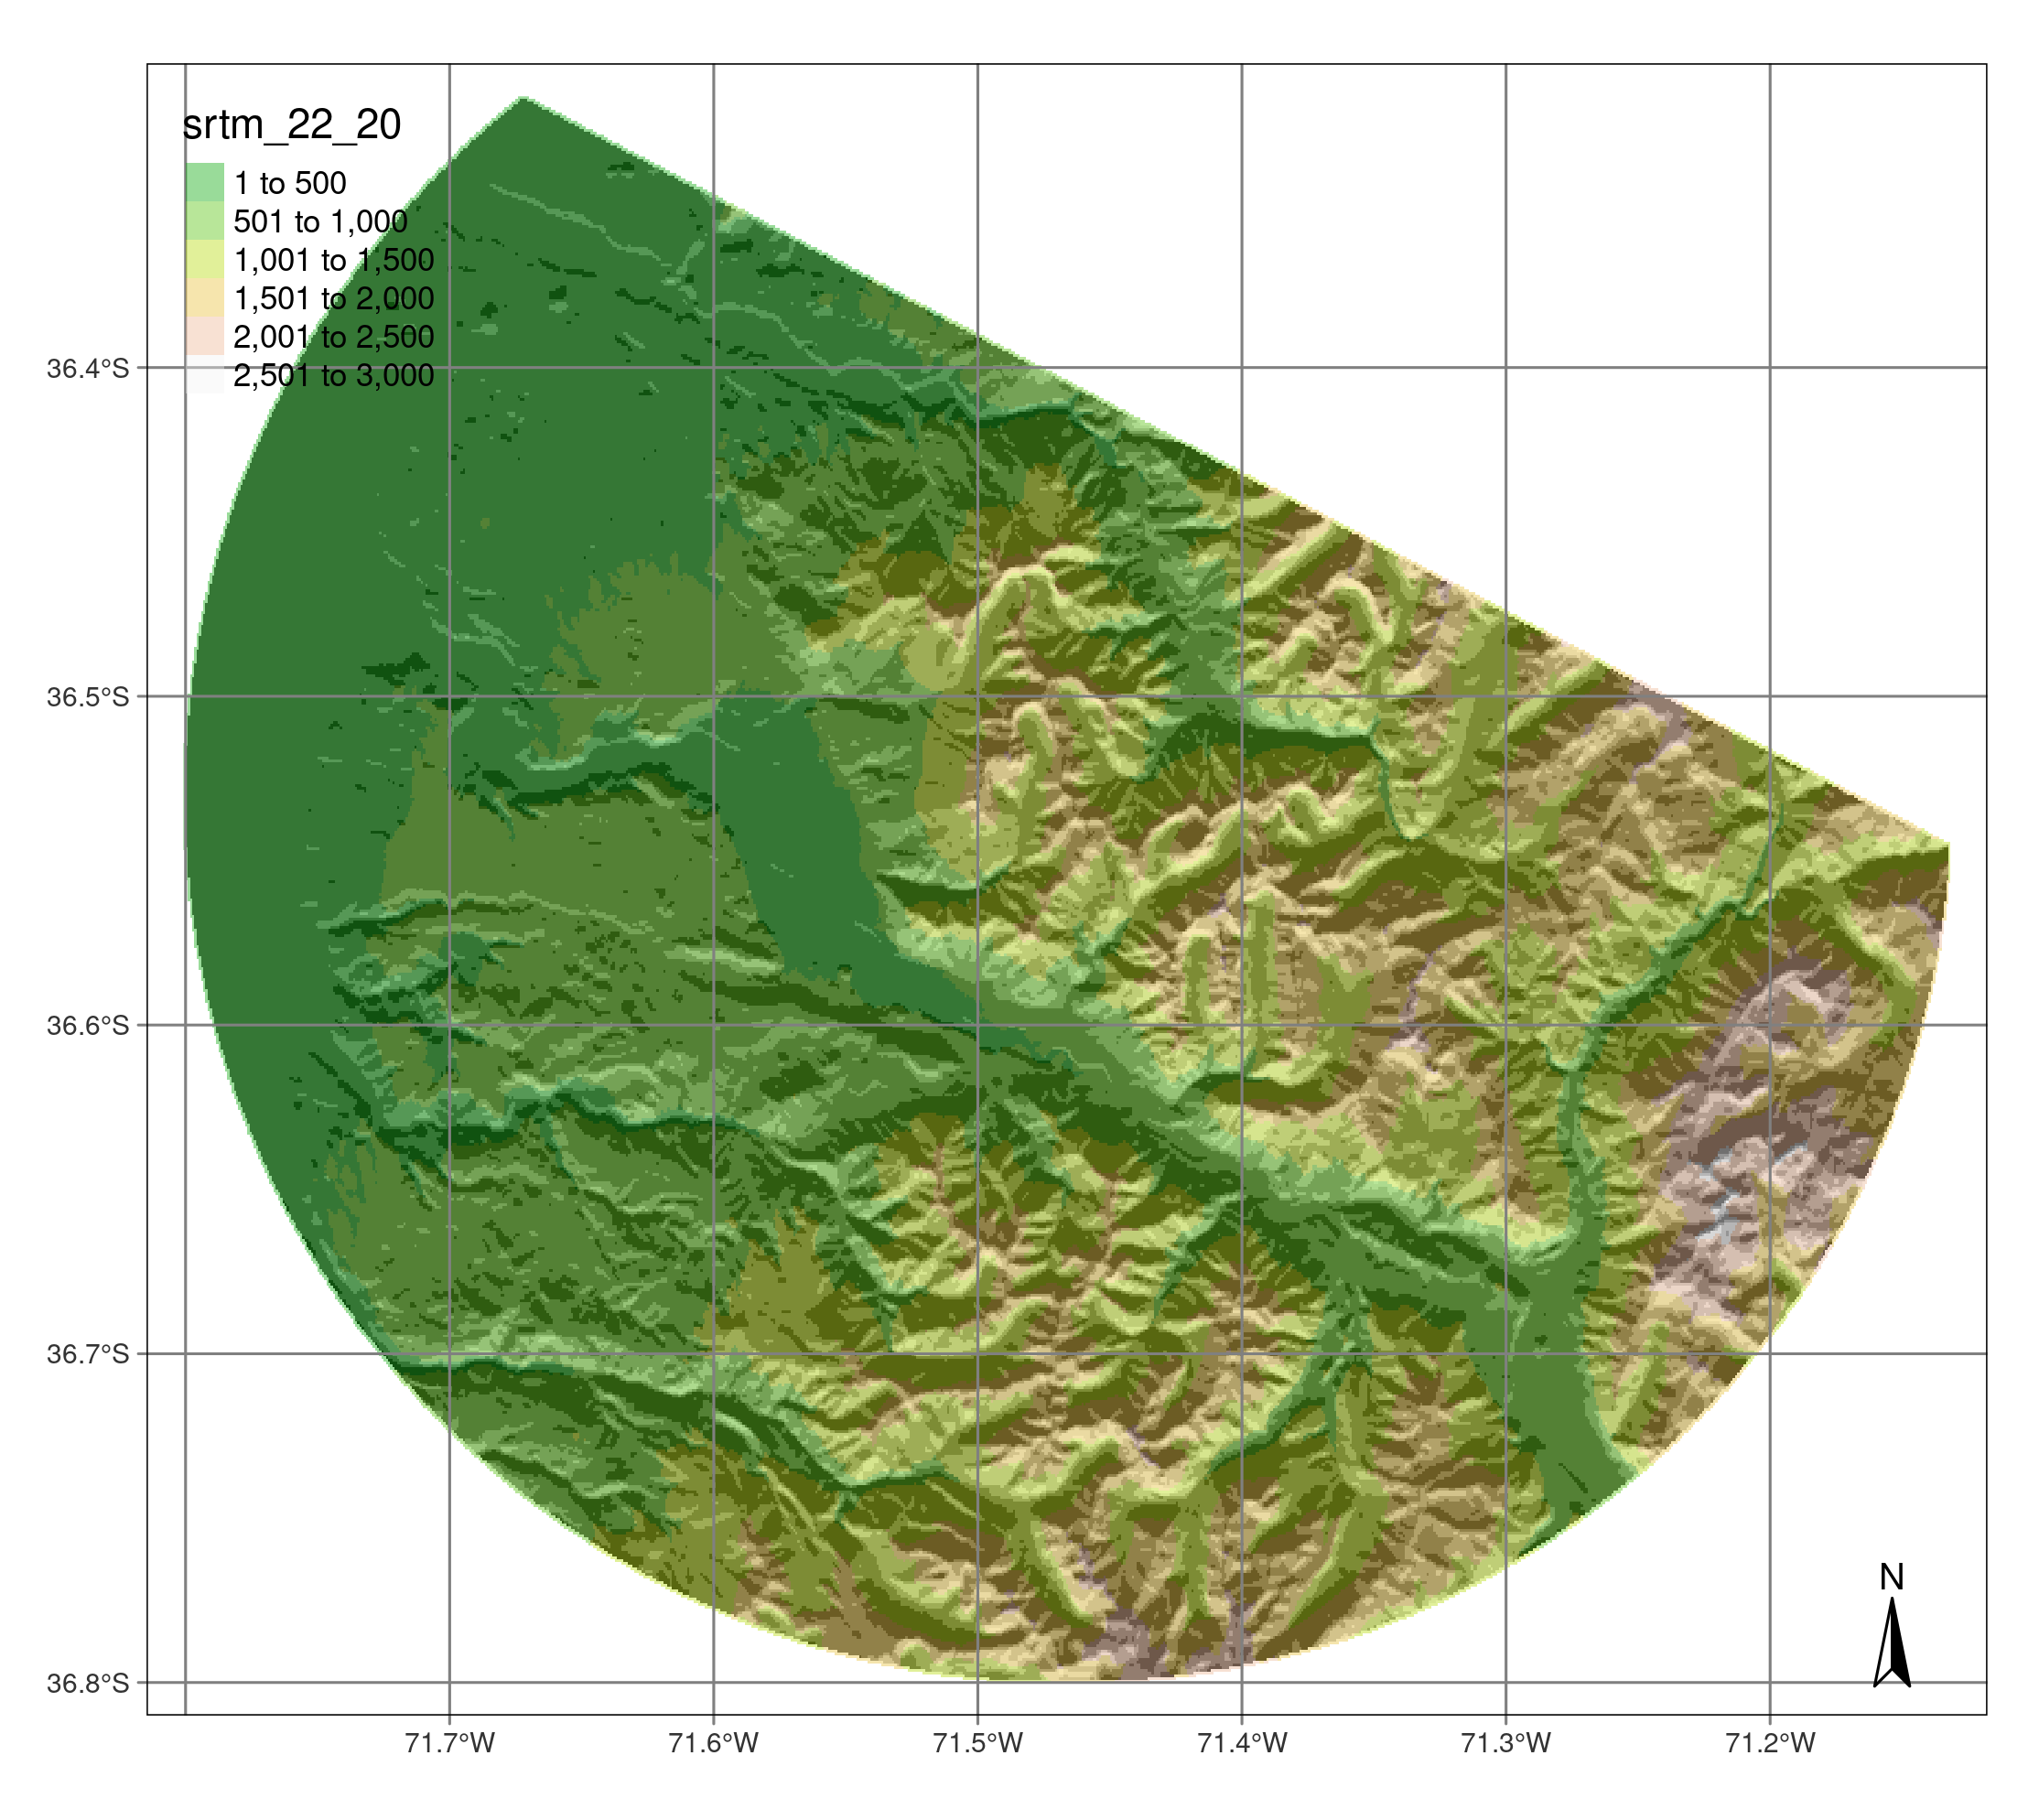 srtm_22_20
1 to 500
501 to 1,000
1,001 to 1,500
1,501 to 2,000
2,001 to 2,500
2,501 to 3,000
36.4°S
36.5°S
36.6°S
36.7°S
36.8°S
N
71.7°W 71.6°W 71.5°W 71.4°W 71.3°W 71.2°W